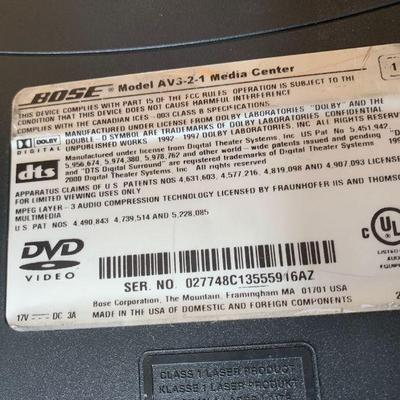 BOSE® Model AV3-2-1 Media Center
THIS DEVICE COMPLIES WITH PART 15 OF THE FCC RULES OPERATION IS SUBJECT TO THE
CONDITION THAT THIS DEVICE DOES NOT CAUSE HARMFUL INTERFERENCE
COMPLIES WITH THE CANADIAN ICES -003 CLASS B SPECIFICATIONS
DOLBY DIGITAL
MANUFACTURED UNDER LICENSE FROM DOLBY LABORATORIES "DOLBY" AND THE
DOUBLE - D SYMBOL ARE TRADEMARKS OF DOLBY LABORATORIES CONFIDENTIAL
UNPUBLISHED WORKS 1992 - 1997 DOLBY LABORATORIES, INC ALL RIGHTS
dts
Manufactured under license from Digital Theater Systems, Inc. US Pat No 5,451,942
5,956,674, 5,974,380, 5,978,762 and other world - wide
and "DTS Digital Surround" are trademarks of Digital Theater Systems, Inc
2000 Digital Theater Systems, Inc. All Rights
APPARATUS CLAIMS OF U.S PATENTS NOS 4,631,603, 4,577,216, 4,819,098 AND 4,907,093 LICENSED
FOR LIMITED VIEWING USES ONLY
MPEG LAYER - 3 AUDIO COMPRESSION TECHNOLOGY LICENSED BY FRAUNHOFER IIS AND THOMSON
MULTIMEDIA
U.S PAT NOS 4,490,843 4,739,514 AND 5,228,085
DVD
VIDEO
SER. NO. 027748C13555916AZ
C UL
Bose Corporation, The Mountain, Framingham MA 01701 USA
17V DC 3A
MADE IN THE USA OF DOMESTIC AND FOREIGN COMPONENTS
CLASS 1 LASER PRODUCT
KLASSE 1 LASER PRODUKT